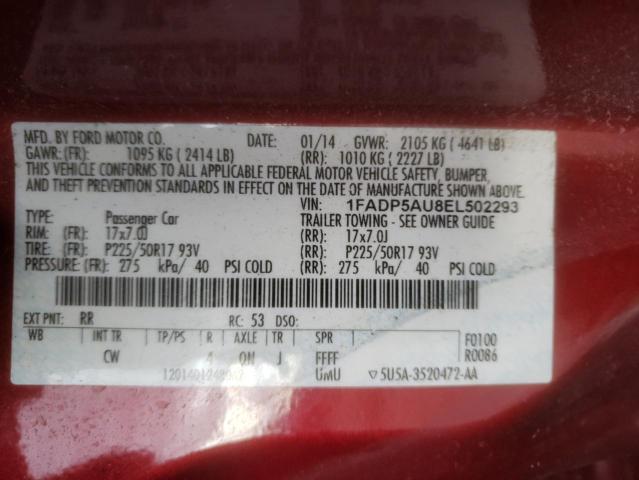 MFD. BY FORD MOTOR CO. DATE: 01/14 GVWR: 2105 KG ( 4641 LB)
GAWR: (FR): 1095 KG ( 2414 LB) (RR): 1010 KG ( 2227 LB)
THIS VEHICLE CONFORMS TO ALL APPLICABLE FEDERAL MOTOR VEHICLE SAFETY, BUMPER,
AND THEFT PREVENTION STANDARDS IN EFFECT ON THE DATE OF MANUFACTURE SHOWN ABOVE.
VIN: 1FADP5AU8EL502293
TYPE: Passenger Car TRAILER TOWING - SEE OWNER GUIDE
RIM: (FR): 17x7.0J (RR): 17x7.0J
TIRE: (FR): P225/50R17 93V (RR): P225/50R17 93V
PRESSURE: (FR): 275 kPa/ 40 PSI COLD (RR): 275 kPa/ 40 PSI COLD
EXT PNT: RR RC: 53 DSO:
WB INT TR TP/PS R AXLE TR SPR F0100
CW 4 QN J FFFF R0086
UMU 5U5A-3520472-AA